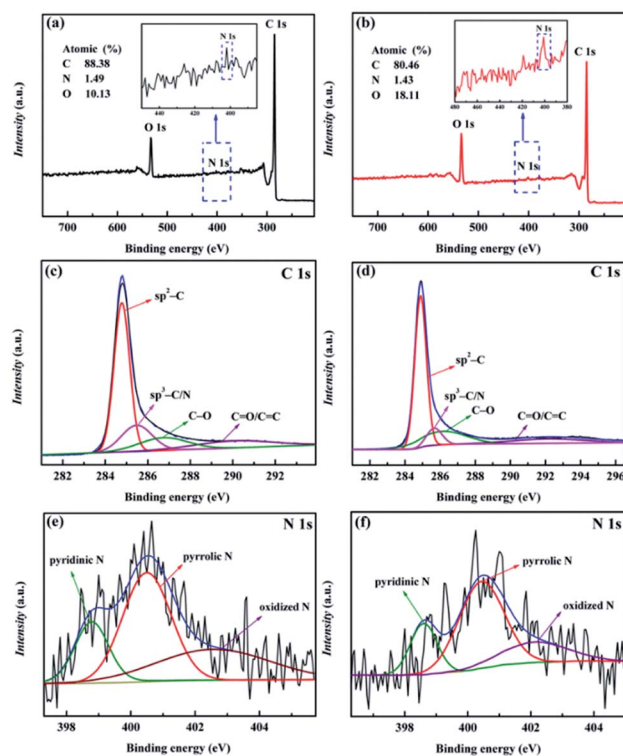 (a)
C 1s
N 1s
Atomic (%)
C 88.38
N 1.49
O 10.13
440 420 400
O 1s
N 1s
Intensity (a.u.)
700 600 500 400 300
Binding energy (eV)
(b)
C 1s
N 1s
Atomic (%)
C 80.46
N 1.43
O 18.11
480 460 440 420 400 380
O 1s
N 1s
Intensity (a.u.)
700 600 500 400 300
Binding energy (eV)
(c)
C 1s
sp²–C
sp³–C/N
C–O
C=O/C=C
Intensity (a.u.)
282 284 286 288 290 292
Binding energy (eV)
(d)
C 1s
sp²–C
sp³–C/N
C–O
C=O/C=C
Intensity (a.u.)
282 284 286 288 290 292 294 296
Binding energy (eV)
(e)
N 1s
pyridinic N
pyrrolic N
oxidized N
Intensity (a.u.)
398 400 402 404
Binding energy (eV)
(f)
N 1s
pyridinic N
pyrrolic N
oxidized N
Intensity (a.u.)
398 400 402 404
Binding energy (eV)